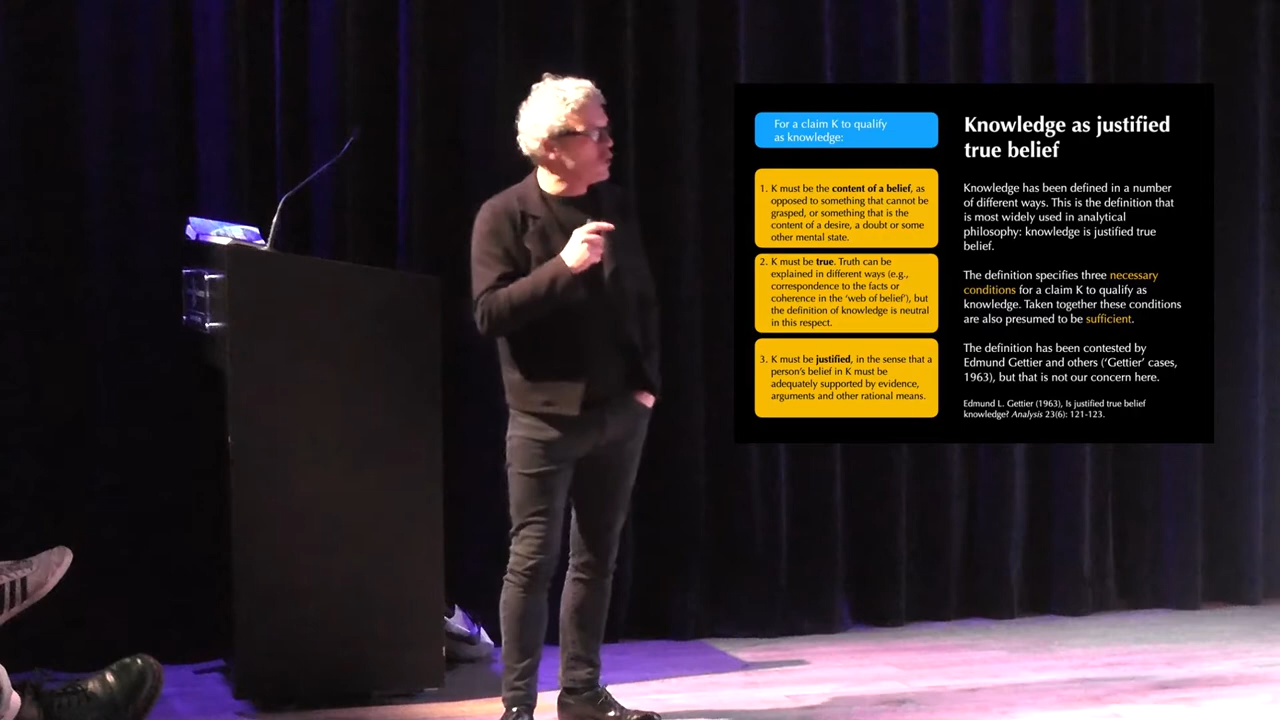 For a claim K to qualify
as knowledge:
1. K must be the content of a belief, as
opposed to something that cannot be
grasped, or something that is the
content of a desire, a doubt or some
other mental state.
2. K must be true. Truth can be
explained in different ways (e.g.,
correspondence to the facts or
coherence in the ‘web of belief’), but
the definition of knowledge is neutral
in this respect.
3. K must be justified, in the sense that a
person’s belief in K must be
adequately supported by evidence,
arguments and other rational means.
Knowledge as justified
true belief
Knowledge has been defined in a number
of different ways. This is the definition that
is most widely used in analytical
philosophy: knowledge is justified true
belief.
The definition specifies three necessary
conditions for a claim K to qualify as
knowledge. Taken together these conditions
are also presumed to be sufficient.
The definition has been contested by
Edmund Gettier and others (‘Gettier’ cases,
1963), but that is not our concern here.
Edmund L. Gettier (1963), Is justified true belief
knowledge? Analysis 23(6): 121-123.